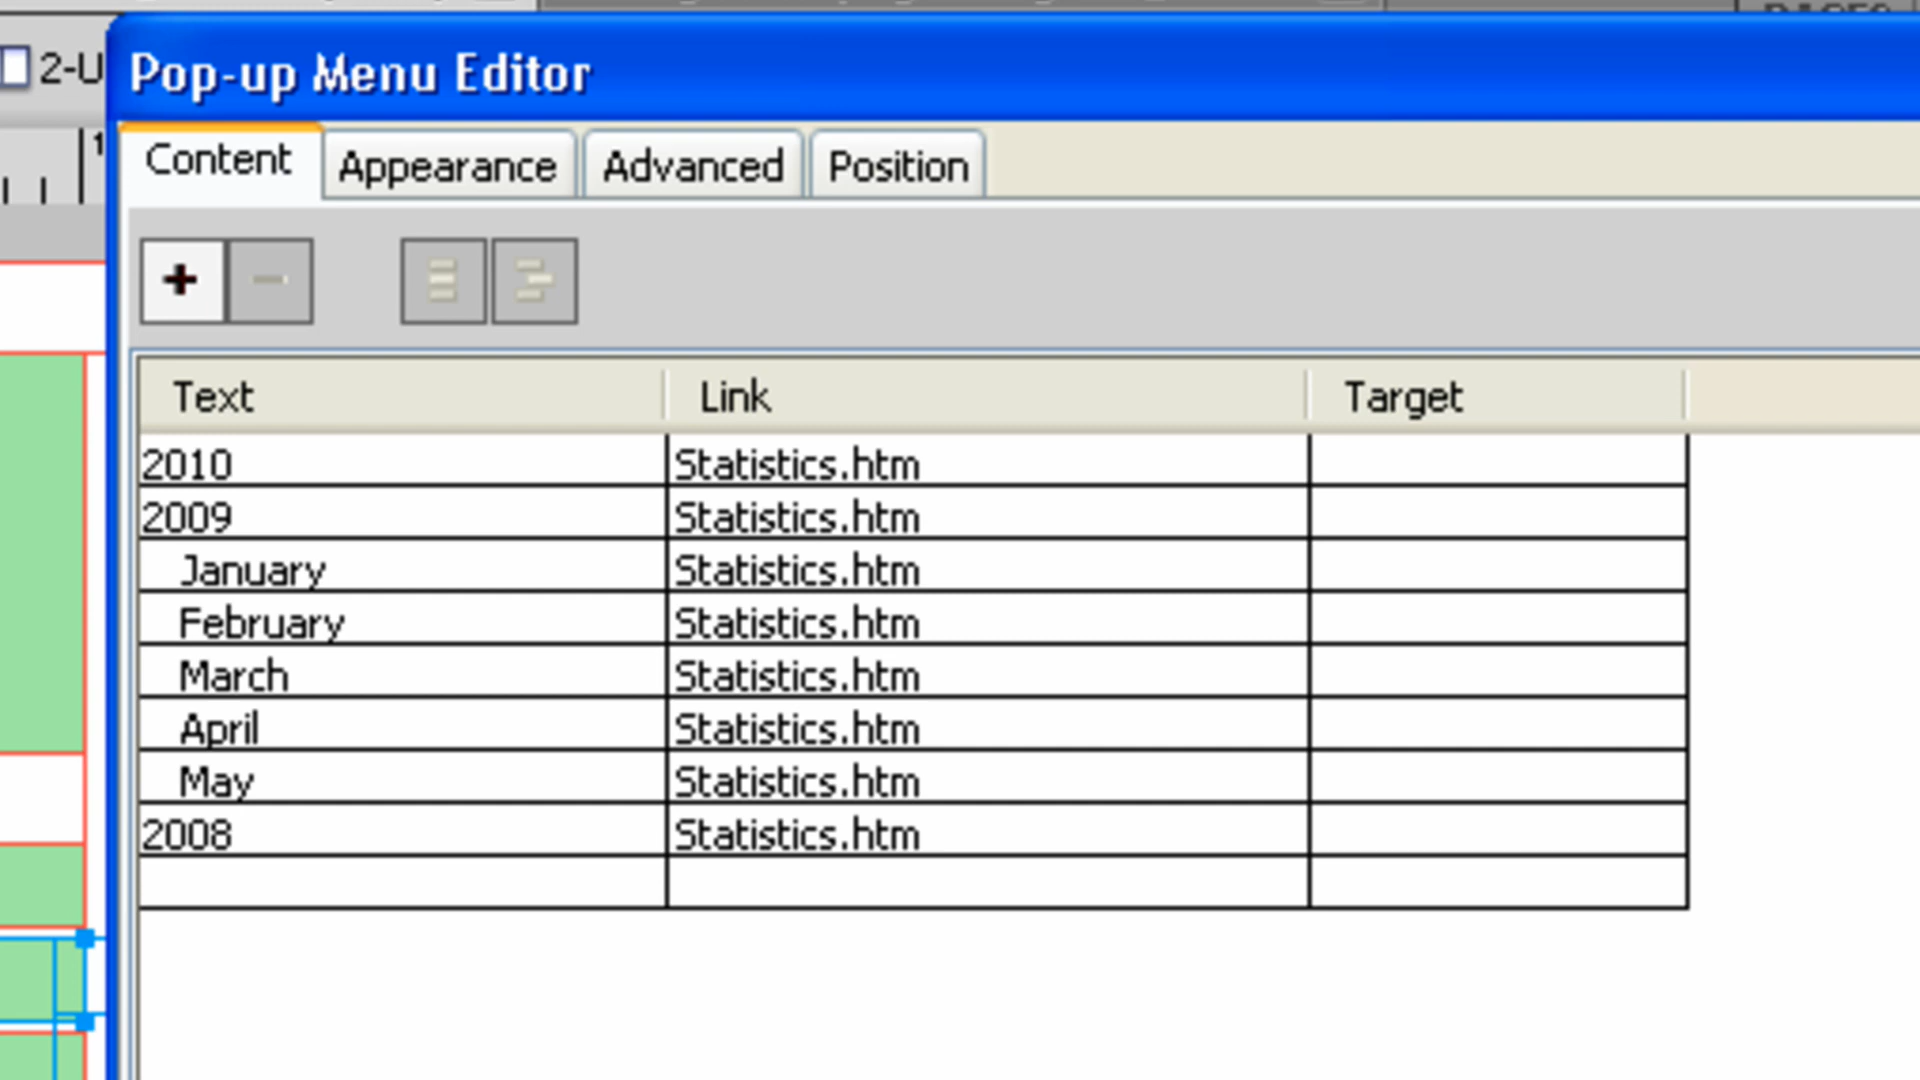 2-U
Pop-up Menu Editor
Content Appearance Advanced Position
Text Link Target
2010 Statistics.htm
2009 Statistics.htm
January Statistics.htm
February Statistics.htm
March Statistics.htm
April Statistics.htm
May Statistics.htm
2008 Statistics.htm